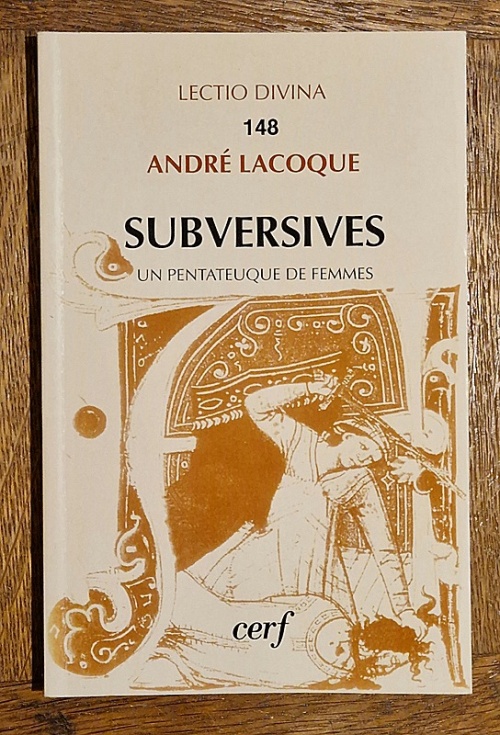 LECTIO DIVINA
148
ANDRÉ LACOQUE
SUBVERSIVES
UN PENTATEUQUE DE FEMMES
cerf